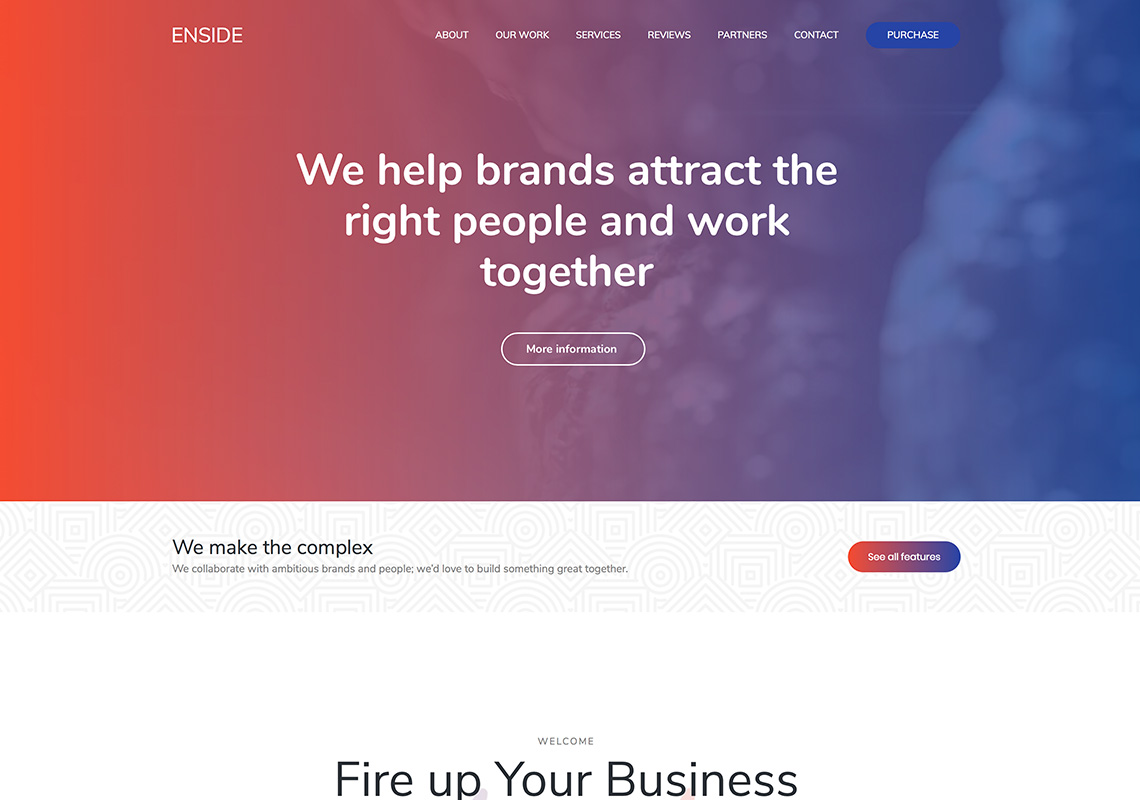 ENSIDE
ABOUT OUR WORK SERVICES REVIEWS PARTNERS CONTACT PURCHASE
We help brands attract the
right people and work
together
More information
We make the complex
We collaborate with ambitious brands and people; we'd love to build something great together.
See all features
WELCOME
Fire up Your Business